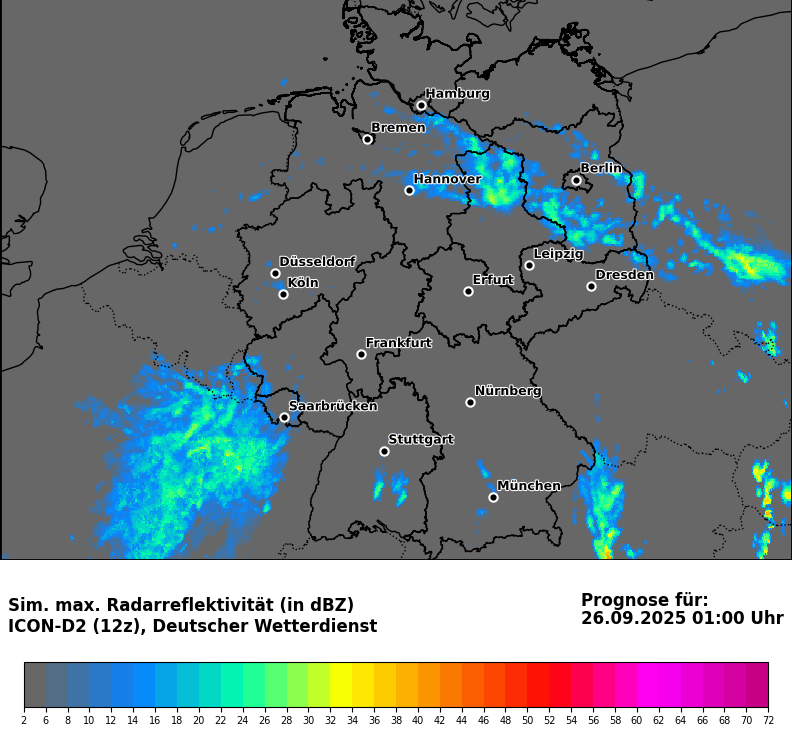 Hamburg
Bremen
Berlin
Hannover
Leipzig
Düsseldorf
Dresden
Erfurt
Köln
Frankfurt
Nürnberg
Saarbrücken
Stuttgart
München
Sim. max. Radarreflektivität (in dBZ)
ICON-D2 (12z), Deutscher Wetterdienst
Prognose für:
26.09.2025 01:00 Uhr
2 6 8 10 12 14 16 18 20 22 24 26 28 30 32 34 36 38 40 42 44 46 48 50 52 54 56 58 60 62 64 66 68 70 72